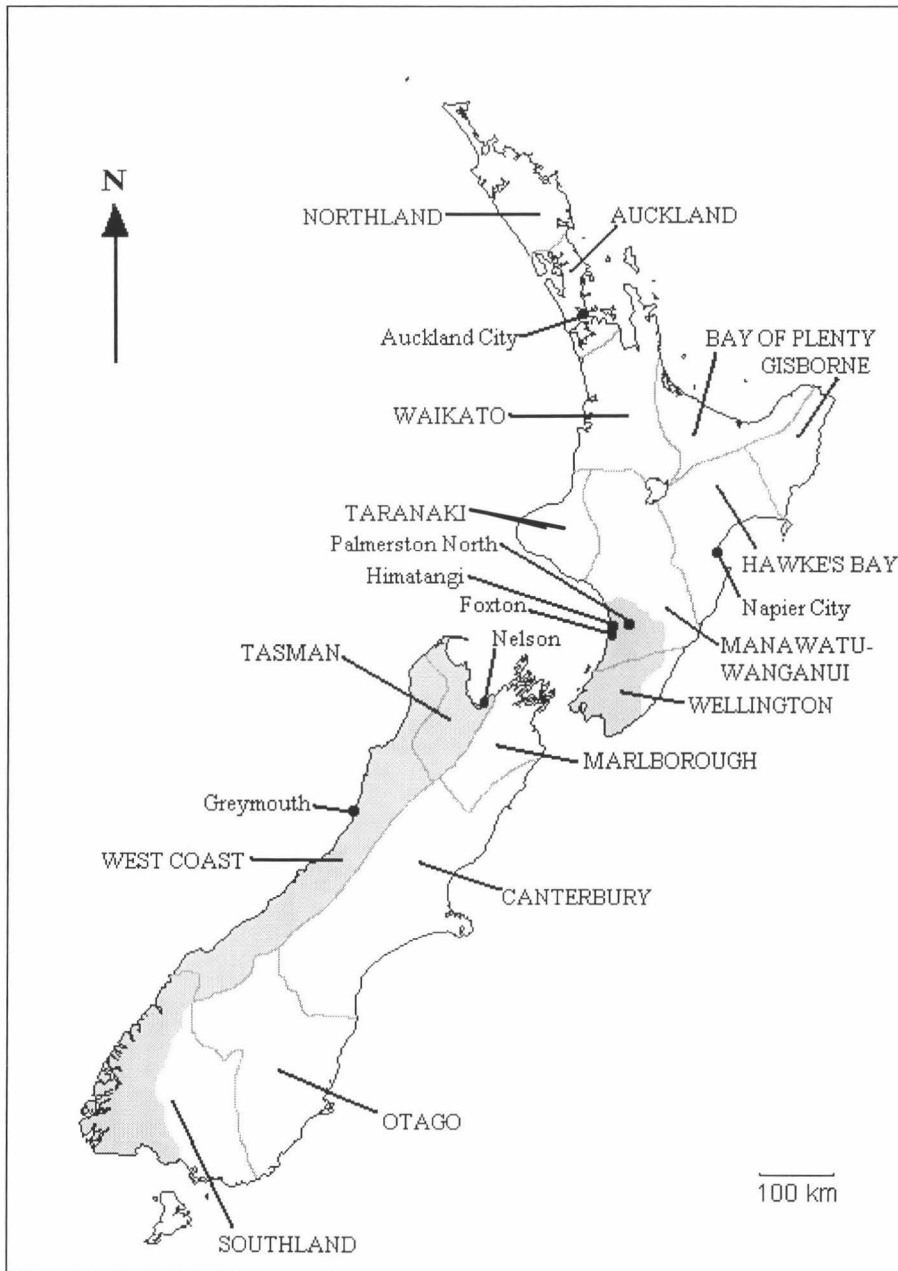 N
NORTHLAND
AUCKLAND
Auckland City
BAY OF PLENTY
GISBORNE
WAIKATO
TARANAKI
Palmerston North
Himatangi
Foxton
HAWKE'S BAY
Napier City
Nelson
TASMAN
MANAWATU-
WANGANUI
WELLINGTON
MARLBOROUGH
Greymouth
WEST COAST
CANTERBURY
OTAGO
100 km
SOUTHLAND